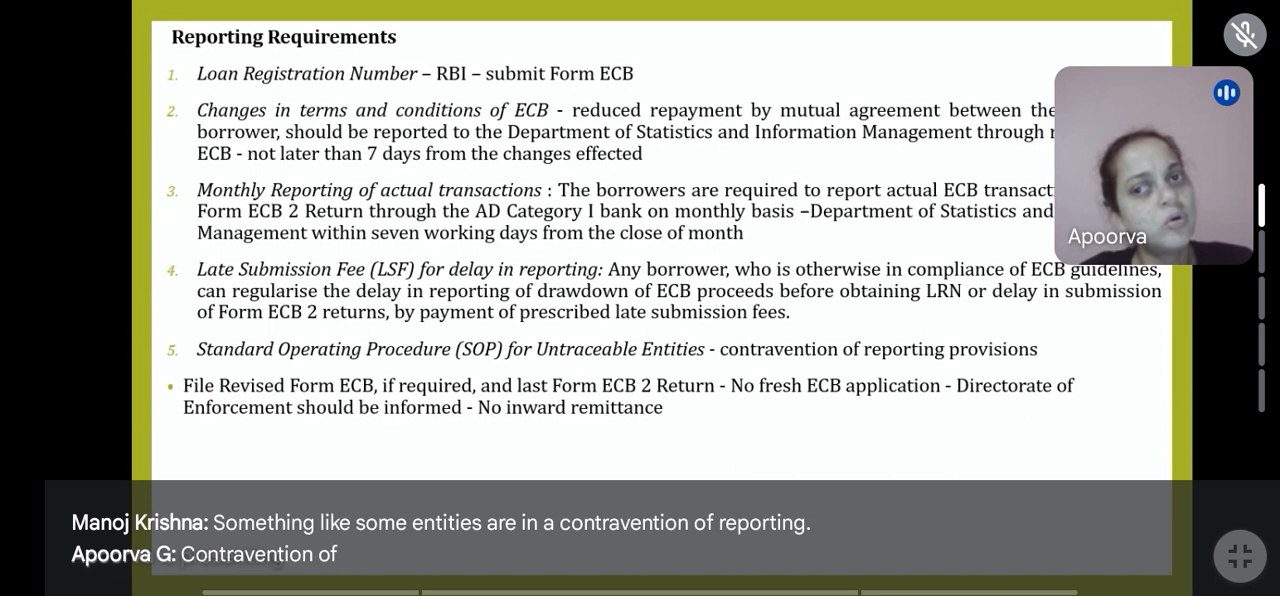 Reporting Requirements
1. Loan Registration Number – RBI – submit Form ECB
2. Changes in terms and conditions of ECB - reduced repayment by mutual agreement between the
borrower, should be reported to the Department of Statistics and Information Management through
ECB - not later than 7 days from the changes effected
3. Monthly Reporting of actual transactions : The borrowers are required to report actual ECB
Form ECB 2 Return through the AD Category I bank on monthly basis –Department of Statistics and
Management within seven working days from the close of month
4. Late Submission Fee (LSF) for delay in reporting: Any borrower, who is otherwise in compliance of ECB guidelines,
can regularise the delay in reporting of drawdown of ECB proceeds before obtaining LRN or delay in submission
of Form ECB 2 returns, by payment of prescribed late submission fees.
5. Standard Operating Procedure (SOP) for Untraceable Entities - contravention of reporting provisions
• File Revised Form ECB, if required, and last Form ECB 2 Return - No fresh ECB application - Directorate of
Enforcement should be informed - No inward remittance
Apoorva
Manoj Krishna: Something like some entities are in a contravention of reporting.
Apoorva G: Contravention of